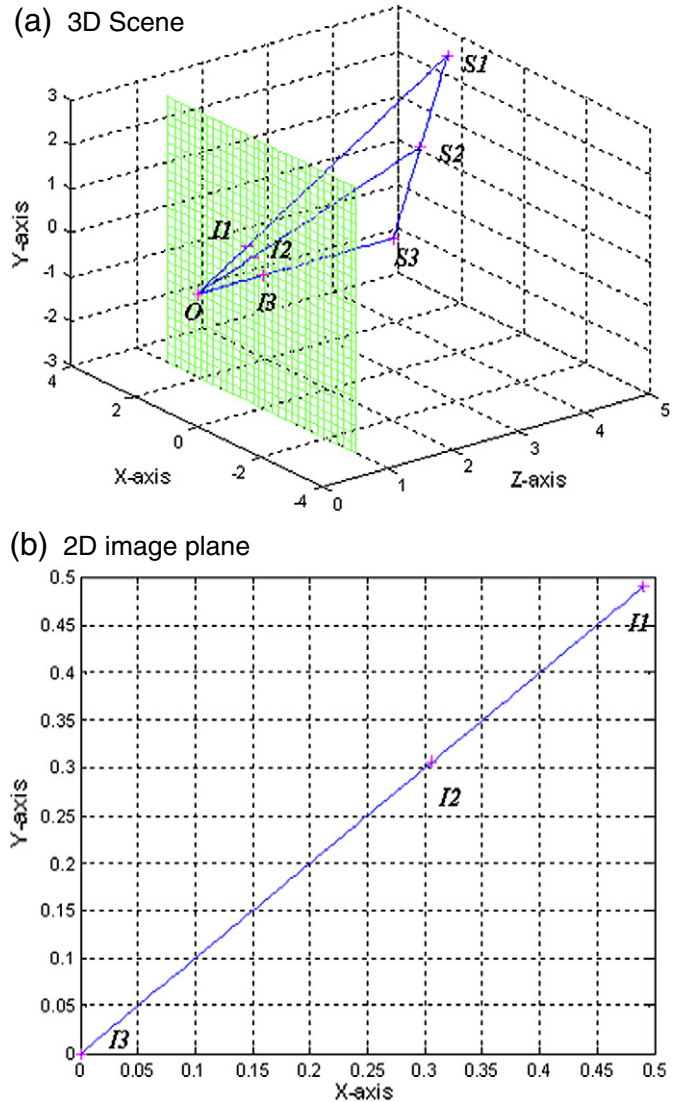 (a) 3D Scene
S1
3
2
S2
1
Y-axis
0
I1
I2
-1
S3
O
I3
-2
-3
4
5
2
4
X-axis
0
3
Z-axis
-2
2
1
-4
0
(b) 2D image plane
0.5
I1
0.45
0.4
0.35
0.3
I2
Y-axis
0.25
0.2
0.15
0.1
0.05
I3
0
0 0.05 0.1 0.15 0.2 0.25 0.3 0.35 0.4 0.45 0.5
X-axis